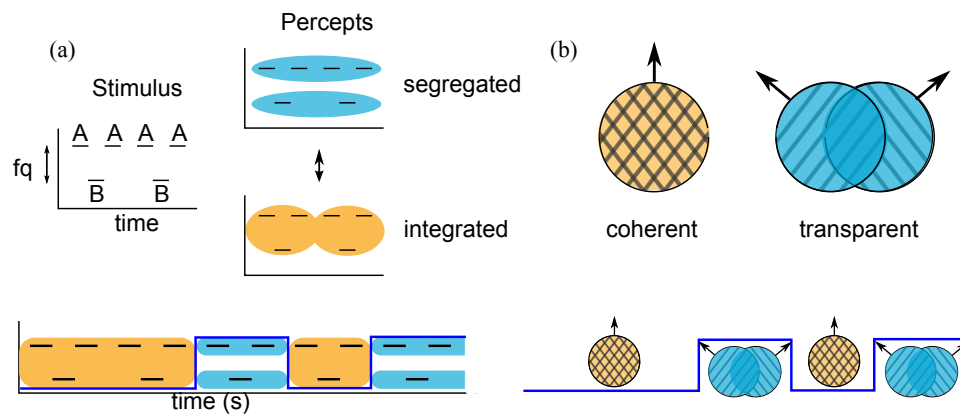 (a)
Stimulus
A A A A
fq
B B
time
Percepts
segregated
integrated
time (s)
(b)
coherent
transparent